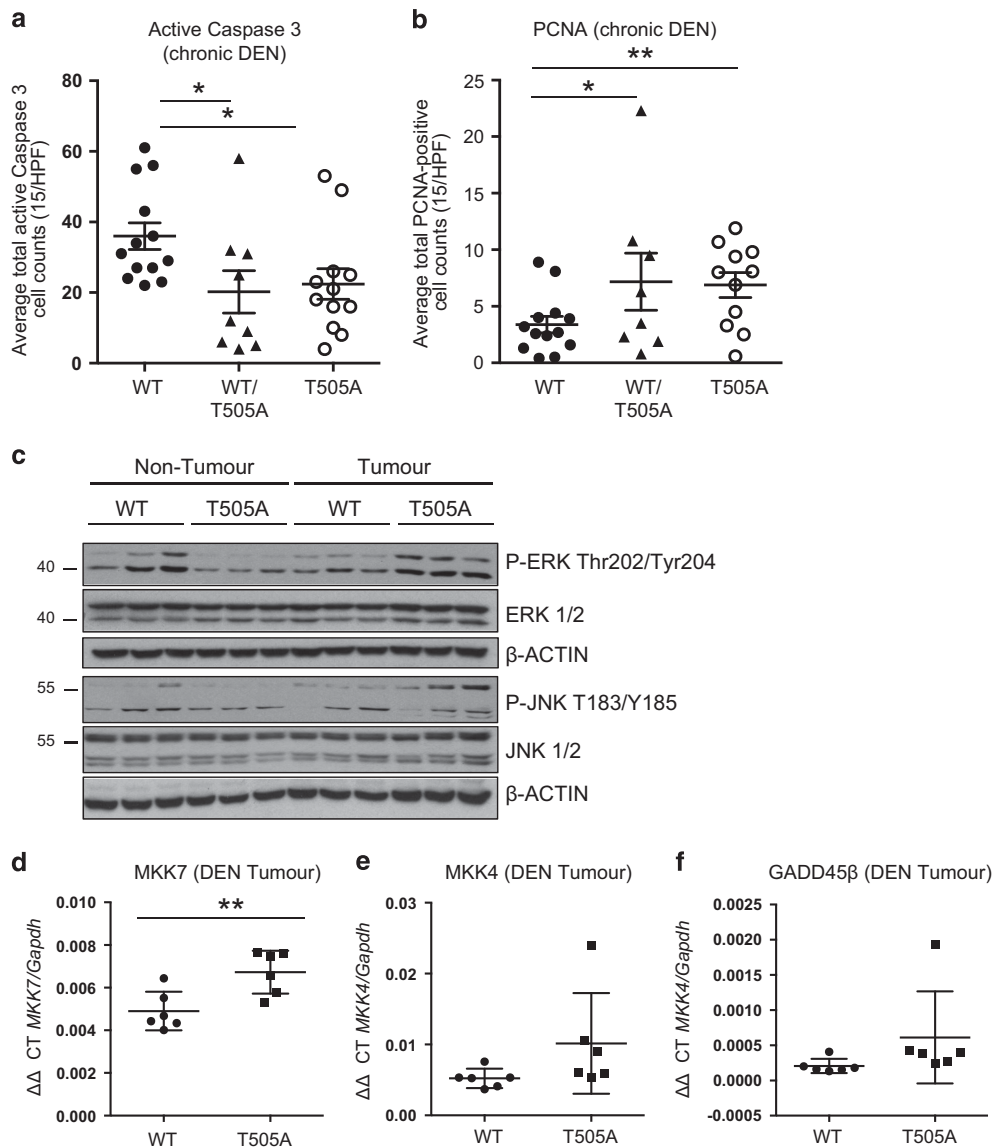 a
Active Caspase 3
(chronic DEN)
Average total active Caspase 3
cell counts (15/HPF)
80
60
40
20
0
*
*
WT
WT/
T505A
T505A
b
PCNA (chronic DEN)
Average total PCNA-positive
cell counts (15/HPF)
25
20
15
10
5
0
**
*
WT
WT/
T505A
T505A
c
Non-Tumour
Tumour
WT
T505A
WT
T505A
40
P-ERK Thr202/Tyr204
40
ERK 1/2
β-ACTIN
55
P-JNK T183/Y185
55
JNK 1/2
β-ACTIN
d
MKK7 (DEN Tumour)
ΔΔ CT MKK7/Gapdh
0.010
0.008
0.006
0.004
0.002
0.000
**
WT
T505A
e
MKK4 (DEN Tumour)
ΔΔ CT MKK4/Gapdh
0.03
0.02
0.01
0.00
WT
T505A
f
GADD45β (DEN Tumour)
ΔΔ CT MKK4/Gapdh
0.0025
0.0020
0.0015
0.0010
0.0005
0.0000
-0.0005
WT
T505A